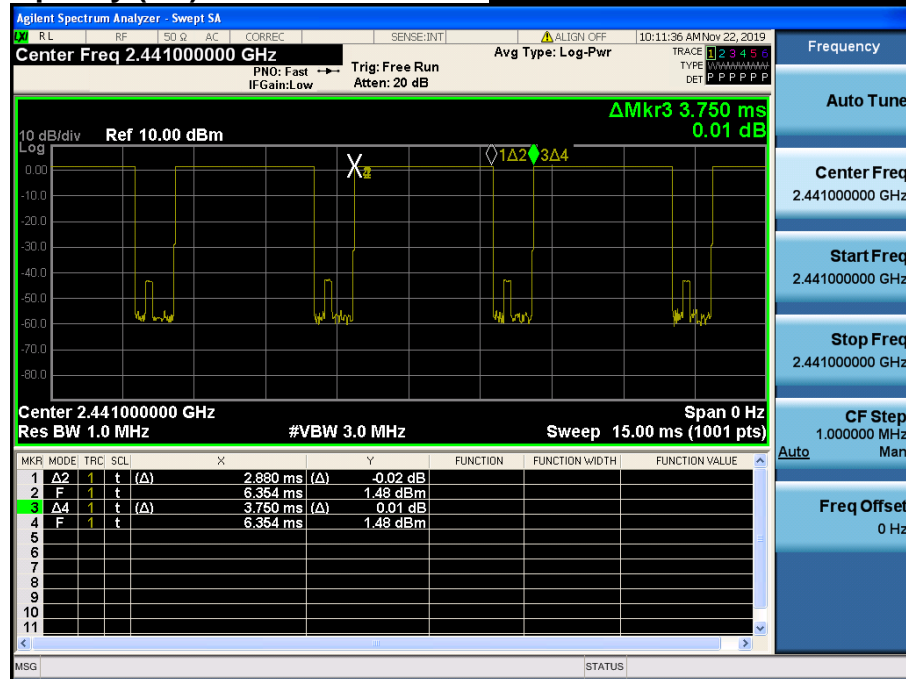 Agilent Spectrum Analyzer - Swept SA
LXI RL RF 50 Ω AC CORREC SENSE:INT ALIGN OFF 10:11:36 AM Nov 22, 2019
Center Freq 2.441000000 GHz
PNO: Fast
IFGain:Low
Trig: Free Run
Atten: 20 dB
Avg Type: Log-Pwr
TRACE 1 2 3 4 5 6
TYPE WWWWWW
DET P P P P P P
ΔMkr3 3.750 ms
0.01 dB
10 dB/div Ref 10.00 dBm
Log
1Δ2 3Δ4
0.00
-10.0
-20.0
-30.0
-40.0
-50.0
-60.0
-70.0
-80.0
Center 2.441000000 GHz Span 0 Hz
Res BW 1.0 MHz #VBW 3.0 MHz Sweep 15.00 ms (1001 pts)
MKR MODE TRC SCL X Y FUNCTION FUNCTION WIDTH FUNCTION VALUE
1 Δ2 1 t (Δ) 2.880 ms (Δ) -0.02 dB
2 F 1 t 6.354 ms 1.48 dBm
3 Δ4 1 t (Δ) 3.750 ms (Δ) 0.01 dB
4 F 1 t 6.354 ms 1.48 dBm
5
6
7
8
9
10
11
MSG STATUS
Frequency
Auto Tune
Center Freq
2.441000000 GHz
Start Freq
2.441000000 GHz
Stop Freq
2.441000000 GHz
CF Step
1.000000 MHz
Auto Man
Freq Offset
0 Hz